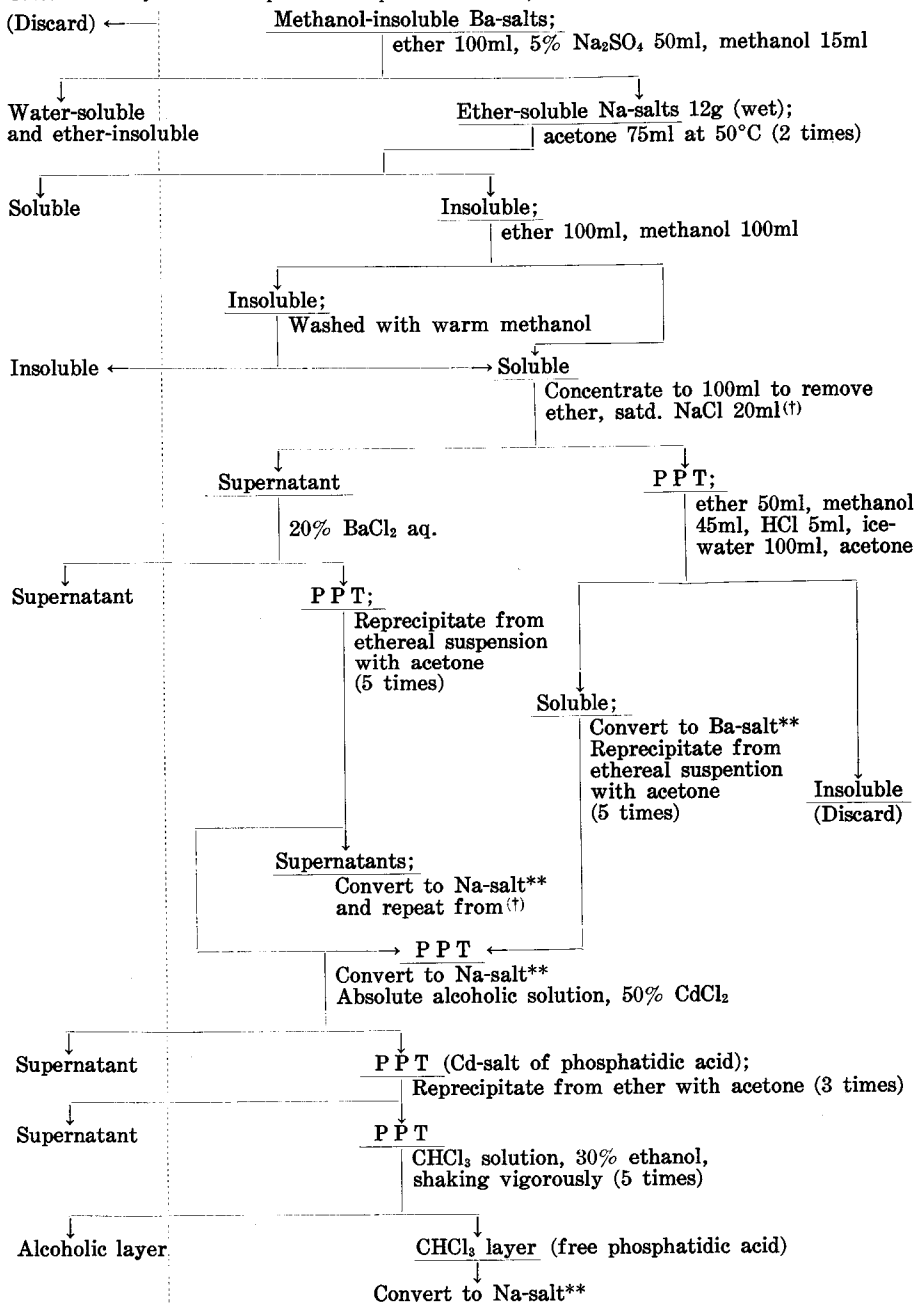 (Discard) ← Methanol-insoluble Ba-salts;
ether 100ml, 5% Na₂SO₄ 50ml, methanol 15ml
Water-soluble
and ether-insoluble
Ether-soluble Na-salts 12g (wet);
acetone 75ml at 50°C (2 times)
Soluble
Insoluble;
ether 100ml, methanol 100ml
Insoluble;
Washed with warm methanol
Insoluble ← → Soluble
Concentrate to 100ml to remove
ether, satd. NaCl 20ml(†)
Supernatant
20% BaCl₂ aq.
PPT;
ether 50ml, methanol
45ml, HCl 5ml, ice-
water 100ml, acetone
Supernatant
PPT;
Reprecipitate from
ethereal suspension
with acetone
(5 times)
Soluble;
Convert to Ba-salt**
Reprecipitate from
ethereal suspention
with acetone
(5 times)
Insoluble
(Discard)
Supernatants;
Convert to Na-salt**
and repeat from(†)
→ PPT ←
Convert to Na-salt**
Absolute alcoholic solution, 50% CdCl₂
Supernatant
PPT (Cd-salt of phosphatidic acid);
Reprecipitate from ether with acetone (3 times)
Supernatant
PPT
CHCl₃ solution, 30% ethanol,
shaking vigorously (5 times)
Alcoholic layer
CHCl₃ layer (free phosphatidic acid)
Convert to Na-salt**